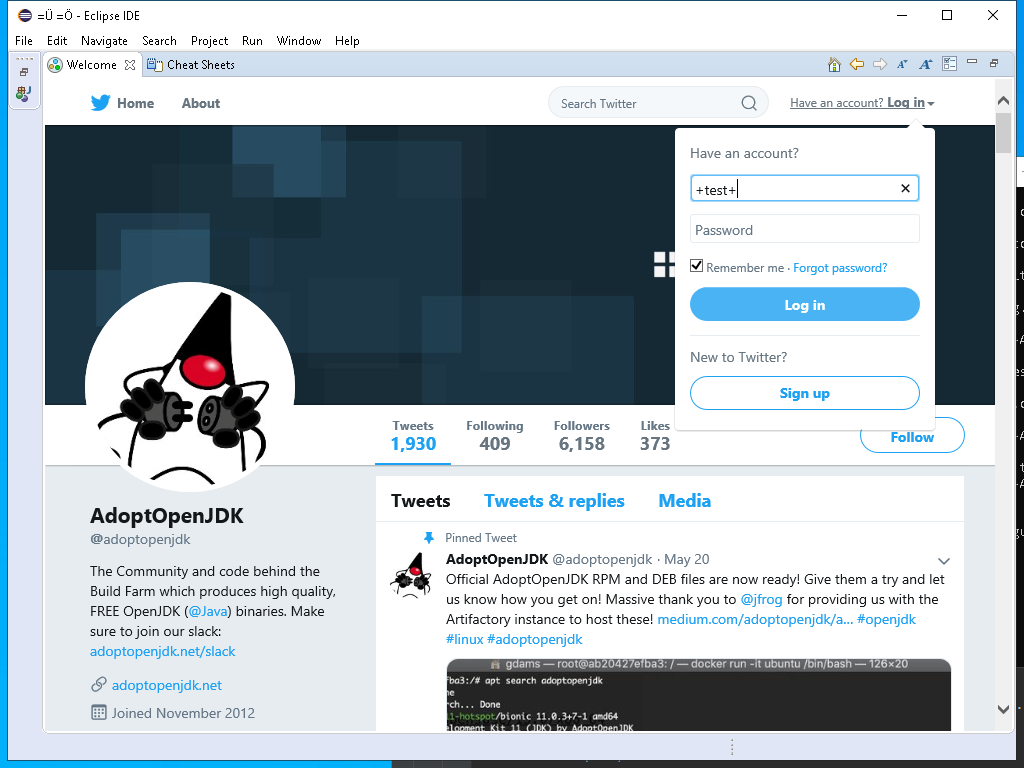 =Ü =Ö - Eclipse IDE
File Edit Navigate Search Project Run Window Help
Welcome Cheat Sheets
Home About Search Twitter Have an account? Log in
Have an account?
+test+
Password
Remember me · Forgot password?
Log in
New to Twitter?
Sign up
Tweets Following Followers Likes
1,930 409 6,158 373
Follow
AdoptOpenJDK
@adoptopenjdk
The Community and code behind the
Build Farm which produces high quality,
FREE OpenJDK (@Java) binaries. Make
sure to join our slack:
adoptopenjdk.net/slack
adoptopenjdk.net
Joined November 2012
Tweets Tweets & replies Media
Pinned Tweet
AdoptOpenJDK @adoptopenjdk · May 20
Official AdoptOpenJDK RPM and DEB files are now ready! Give them a try and let
us know how you get on! Massive thank you to @jfrog for providing us with the
Artifactory instance to host these! medium.com/adoptopenjdk/a... #openjdk
#linux #adoptopenjdk
gdams — root@ab20427efba3: / — docker run -it ubuntu /bin/bash — 126×20
fba3:/# apt search adoptopenjdk
ne
rch... Done
11-hotspot/bionic 11.0.3+7-1 amd64
elopment Kit 11 (JDK) by AdoptOpenJDK